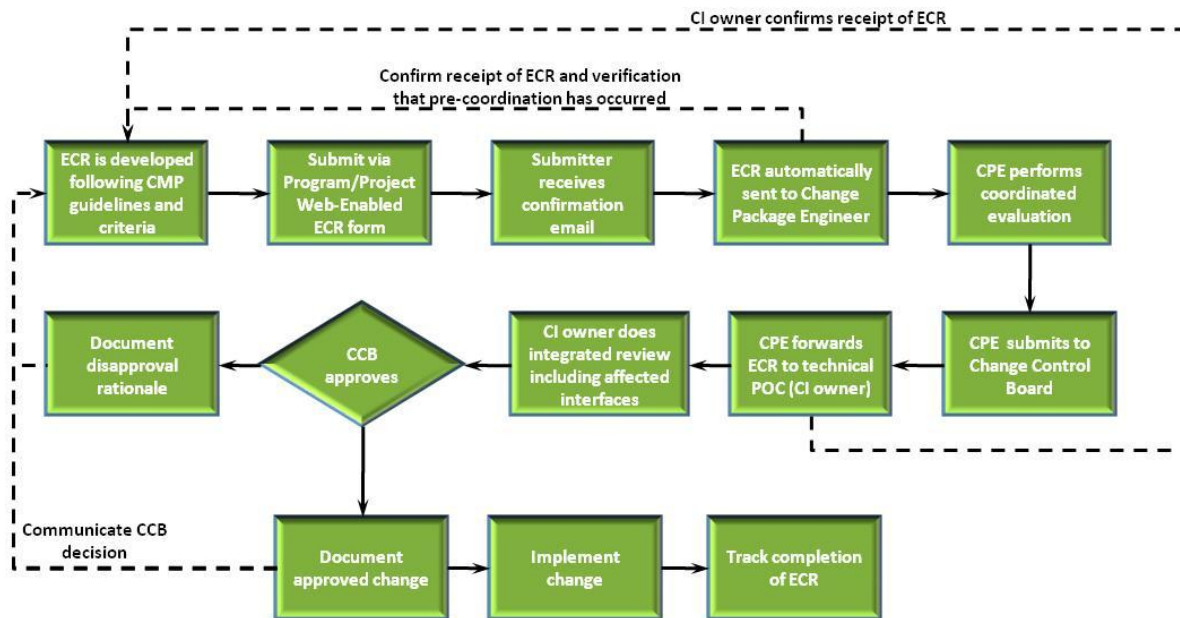 CI owner confirms receipt of ECR
Confirm receipt of ECR and verification
that pre-coordination has occurred
ECR is developed
following CMP
guidelines and
criteria
Submit via
Program/Project
Web-Enabled
ECR form
Submitter
receives
confirmation
email
ECR automatically
sent to Change
Package Engineer
CPE performs
coordinated
evaluation
Document
disapproval
rationale
CCB
approves
CI owner does
integrated review
including affected
interfaces
CPE forwards
ECR to technical
POC (CI owner)
CPE submits to
Change Control
Board
Communicate CCB
decision
Document
approved change
Implement
change
Track completion
of ECR